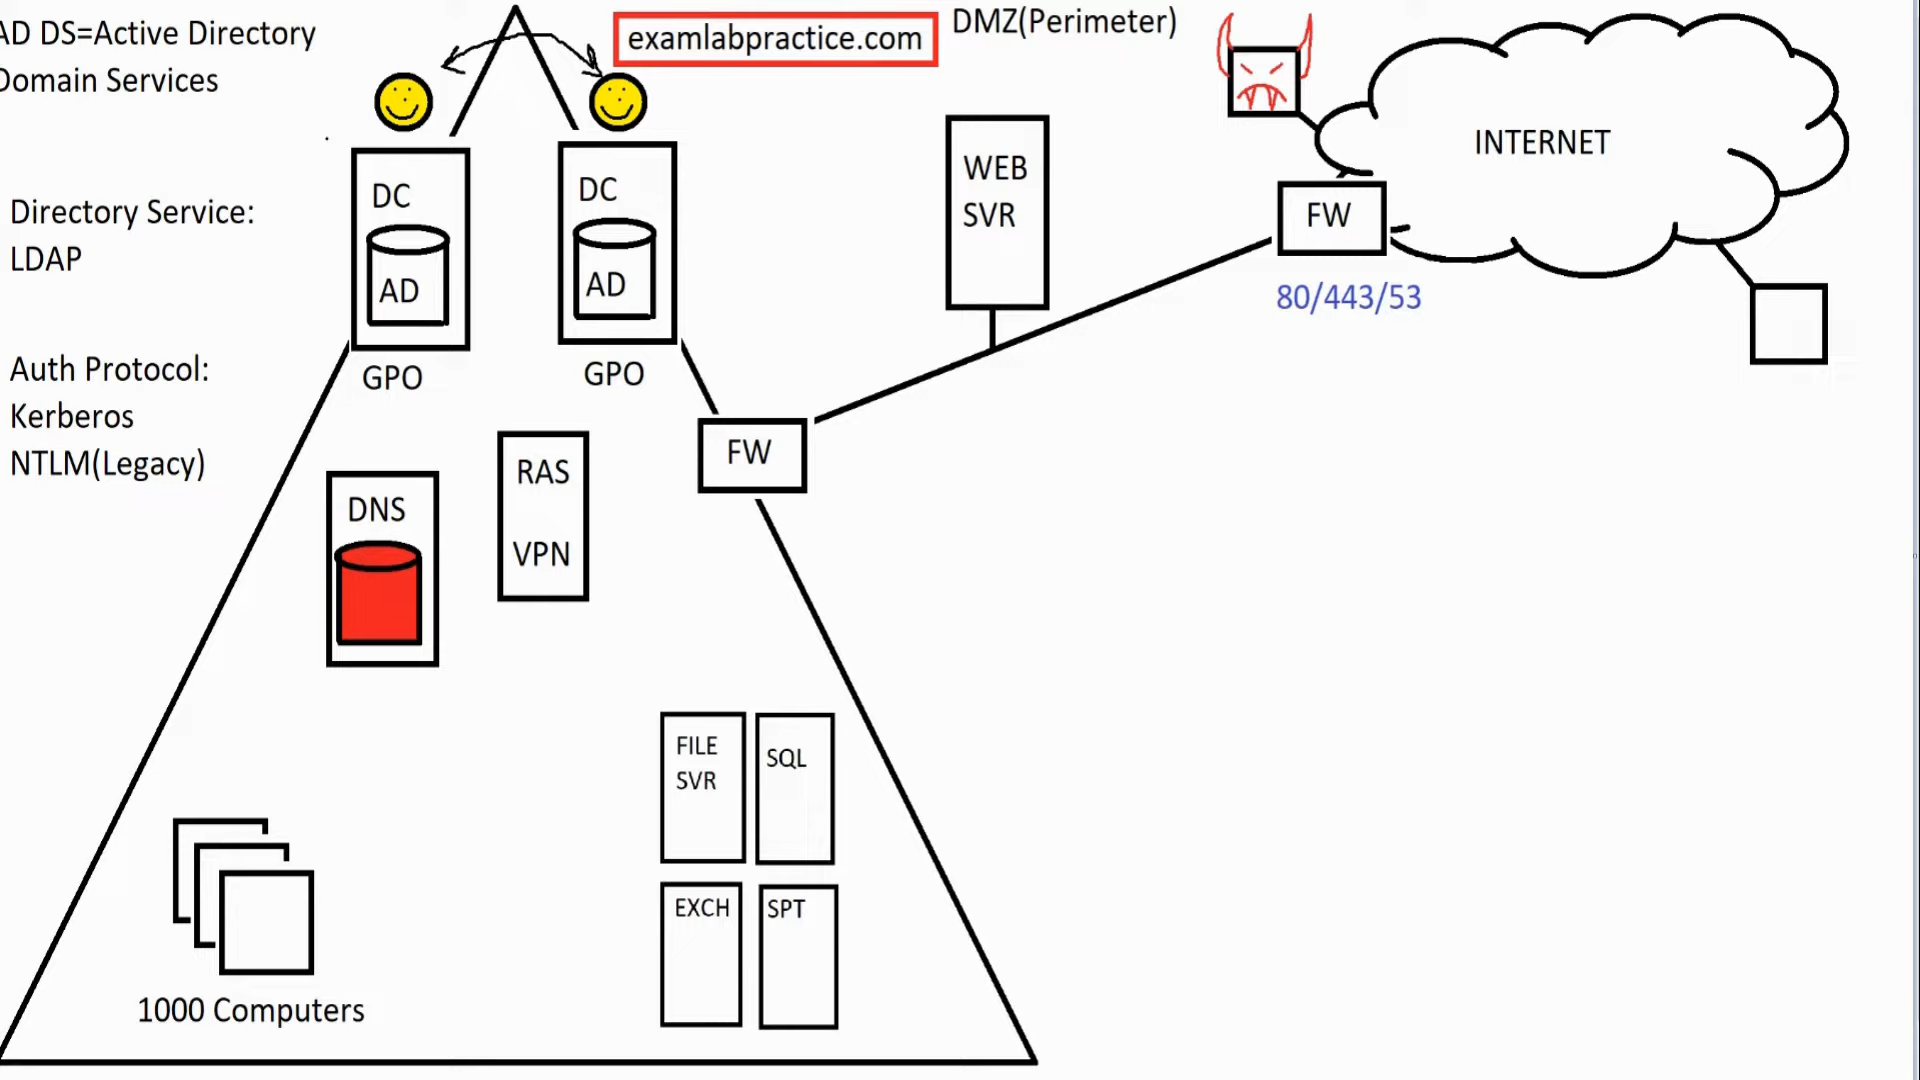 AD DS=Active Directory
Domain Services
examlabpractice.com
DMZ(Perimeter)
INTERNET
Directory Service:
LDAP
DC
AD
GPO
DC
AD
GPO
WEB
SVR
FW
80/443/53
Auth Protocol:
Kerberos
NTLM(Legacy)
FW
RAS
VPN
DNS
FILE
SVR
SQL
EXCH
SPT
1000 Computers